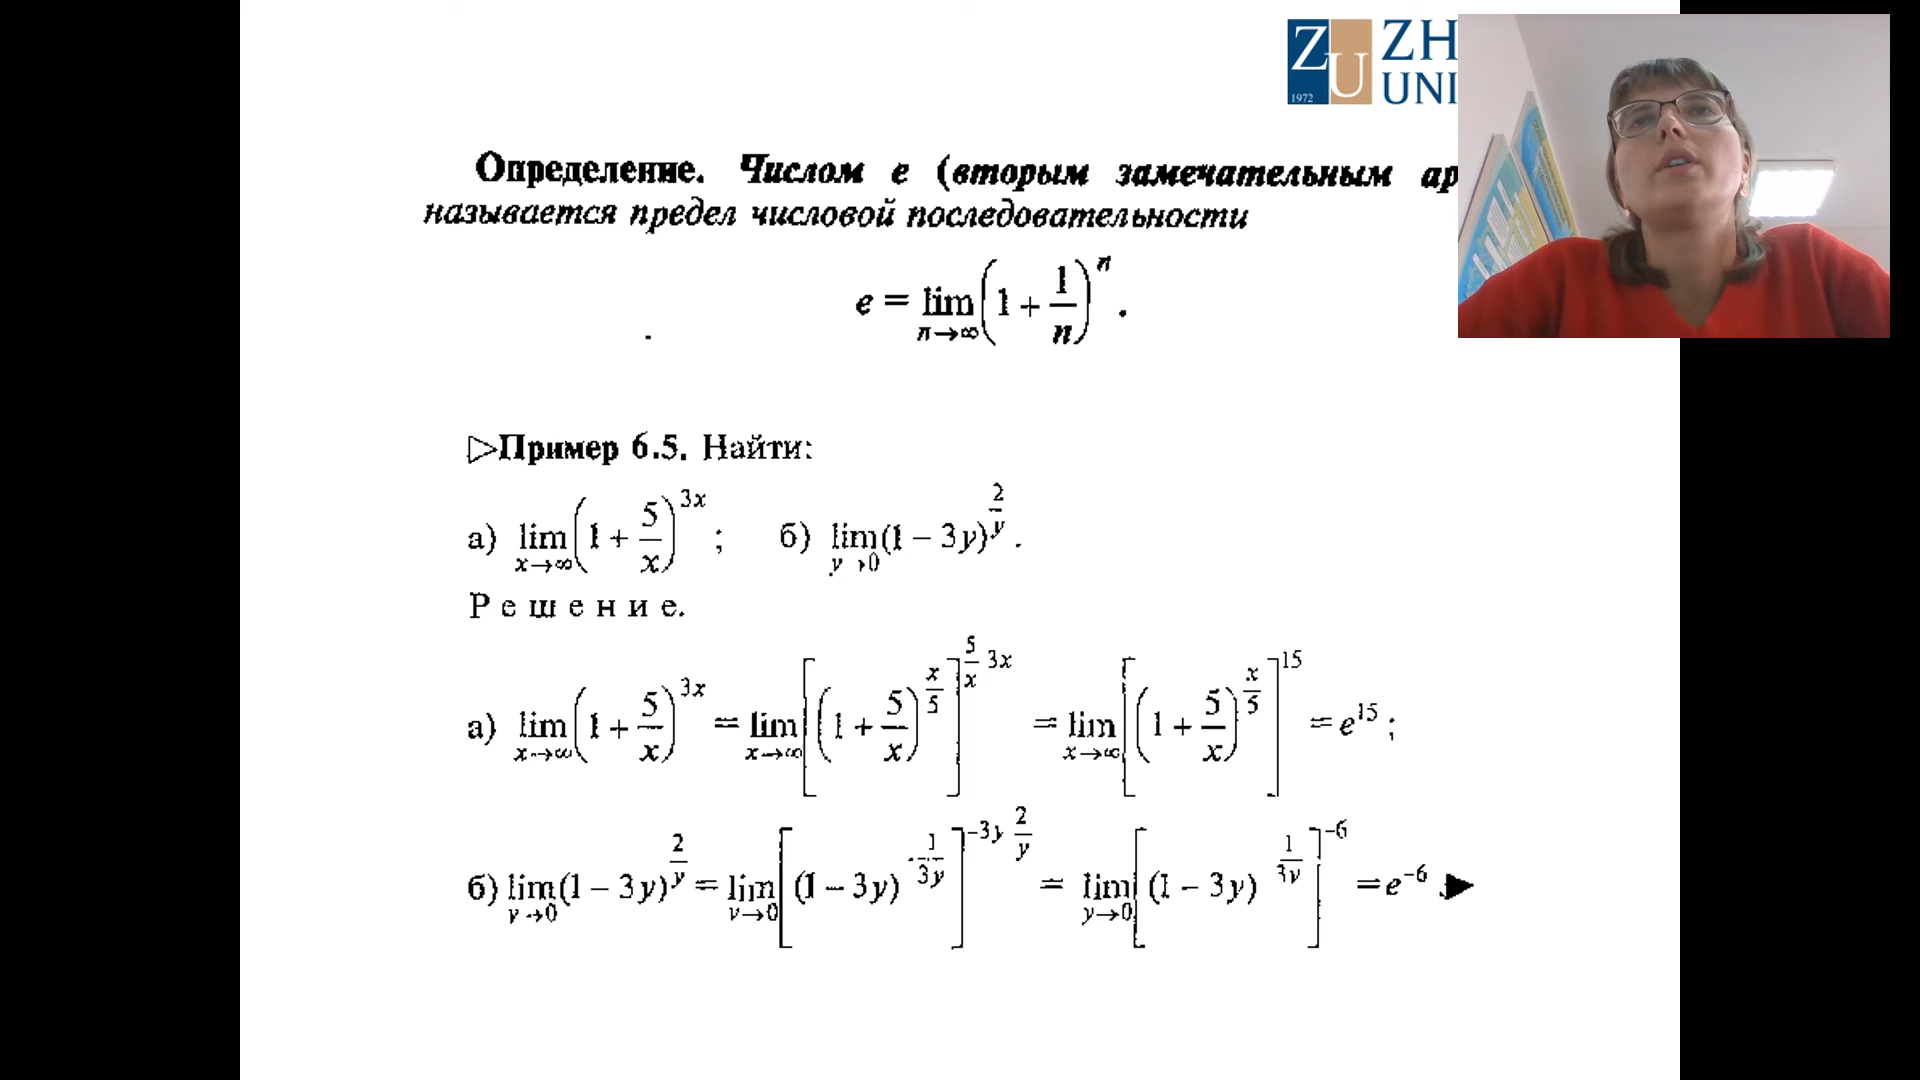 ZU 1972 ZH
UNI
Определение. Числом e (вторым замечательным
называется предел числовой последовательности
e = lim n→∞ (1 + 1/n)^n .
▷Пример 6.5. Найти:
а) lim x→∞ (1 + 5/x)^3x ; б) lim y→0 (1 – 3y)^2/y .
Решение.
а) lim x→∞ (1 + 5/x)^3x = lim x→∞ [(1 + 5/x)^x/5]^5/x 3x = lim x→∞ [(1 + 5/x)^x/5]^15 = e^15 ;
б) lim y→0 (1 – 3y)^2/y = lim y→0 [(1 – 3y)^-1/3y]^–3y 2/y = lim y→0 [(1 – 3y)^1/3y]^–6 = e^–6 .▶